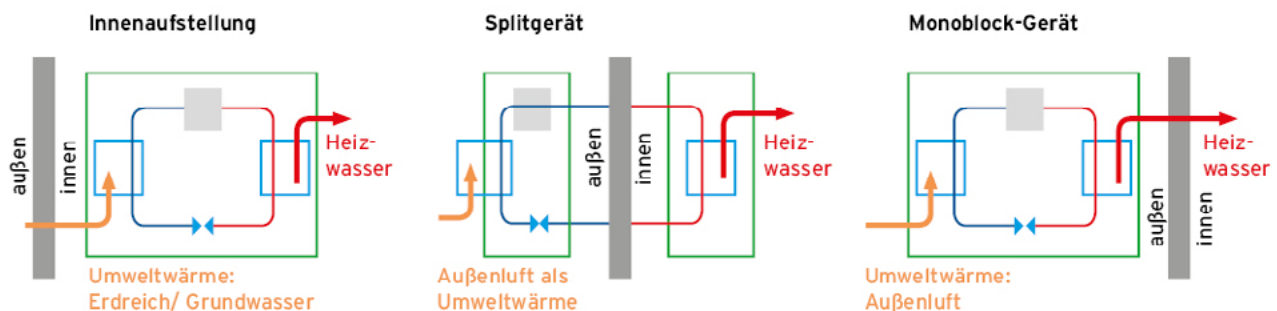 Innenaufstellung
außen
innen
Heiz-
wasser
Umweltwärme:
Erdreich/ Grundwasser
Splitgerät
außen
innen
Heiz-
wasser
Außenluft als
Umweltwärme
Monoblock-Gerät
Heiz-
wasser
außen
innen
Umweltwärme:
Außenluft